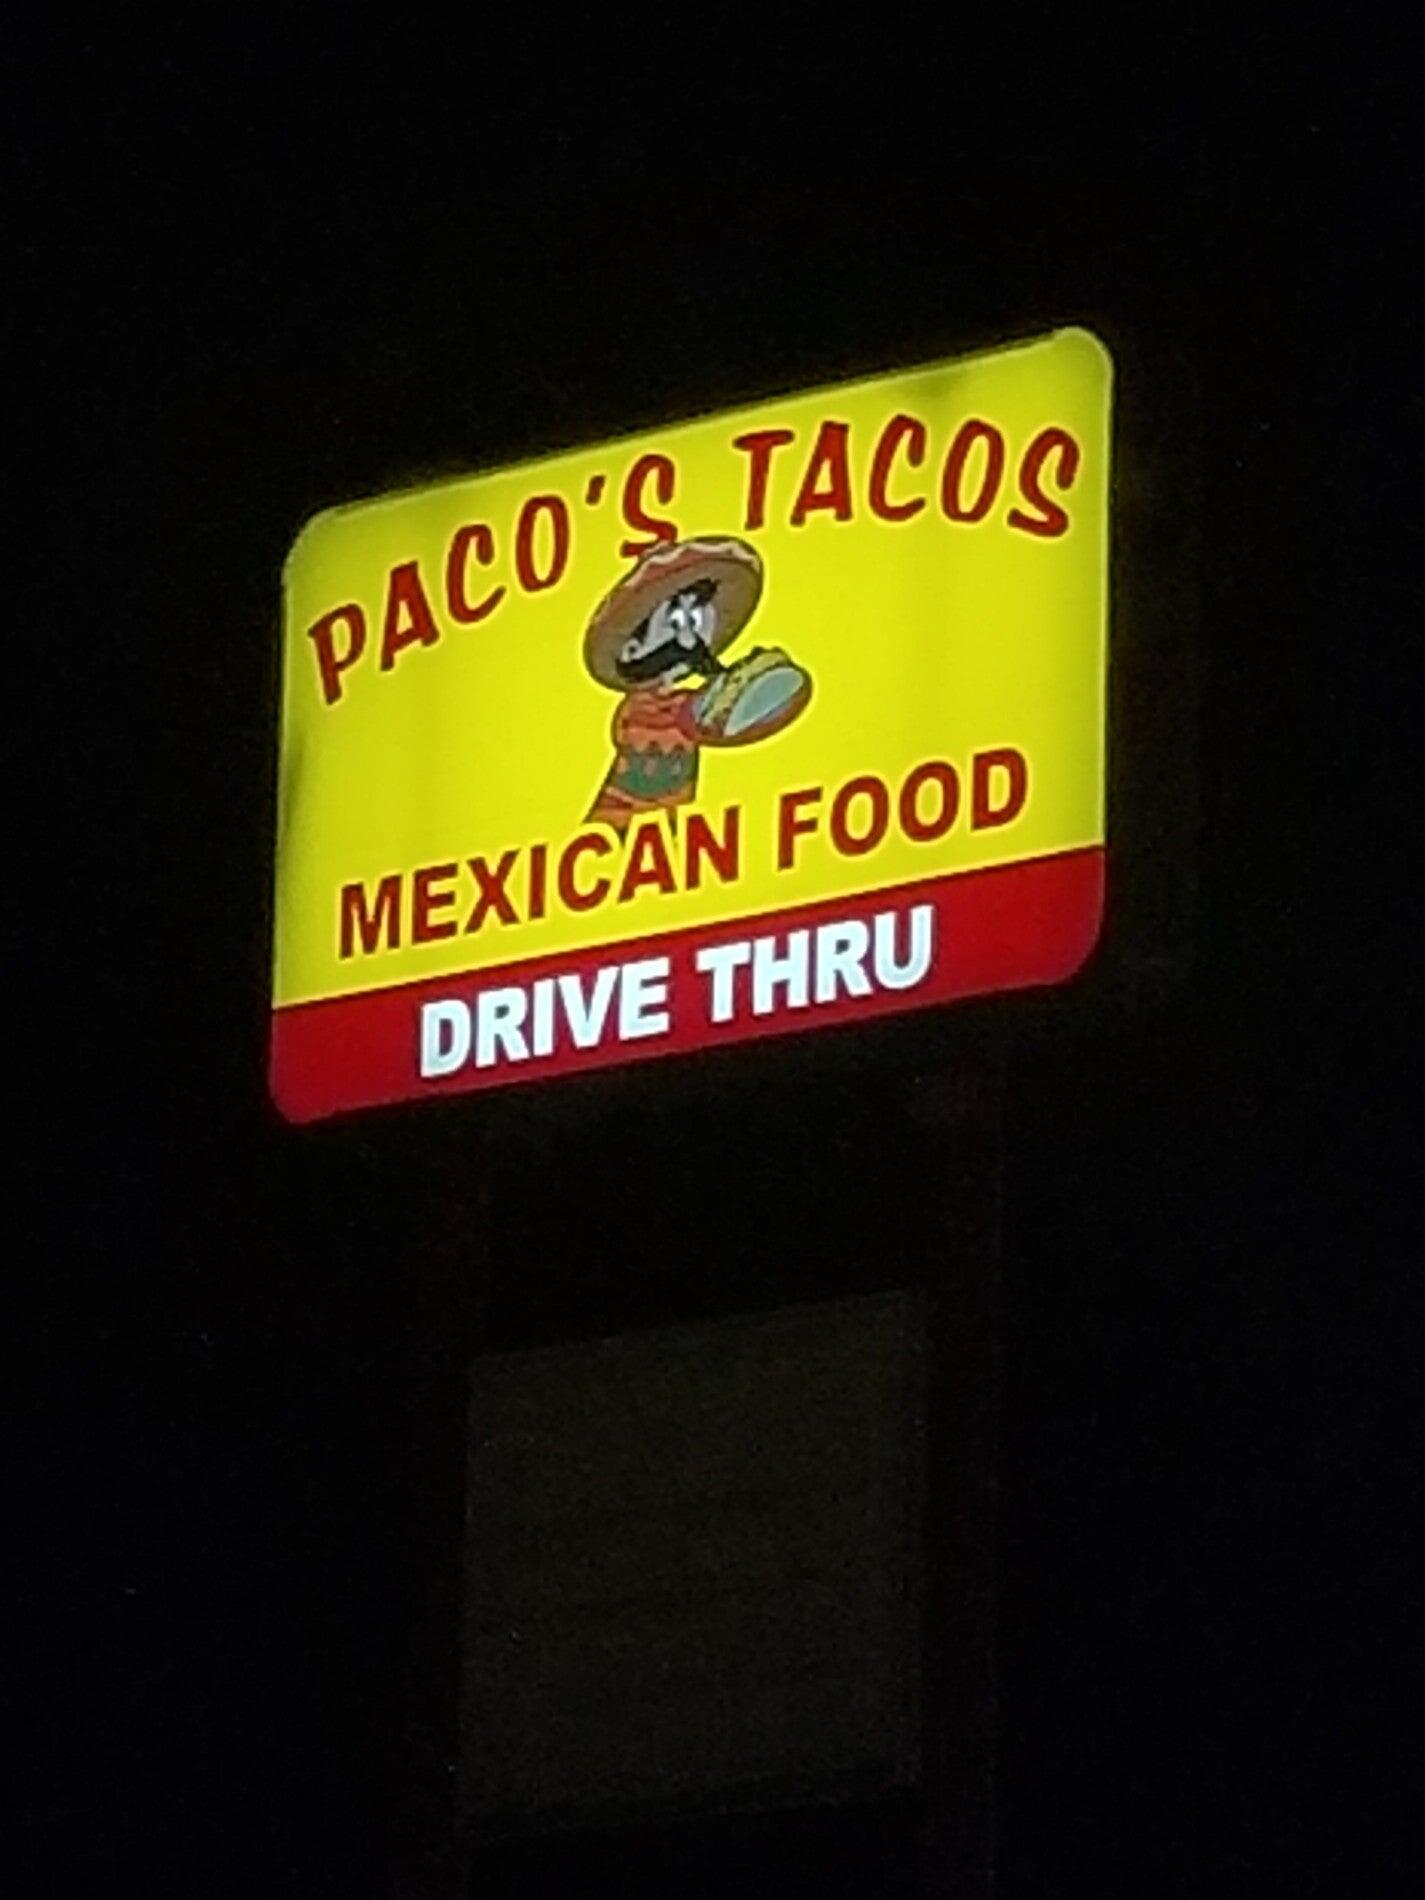 PACO'S TACOS
MEXICAN FOOD
DRIVE THRU